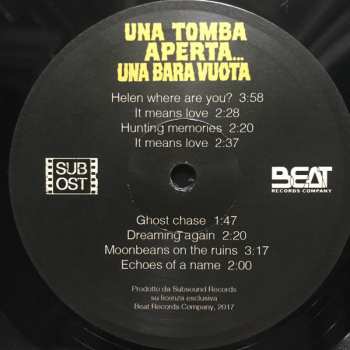 UNA TOMBA
APERTA...
UNA BARA VUOTA
Helen where are you? 3:58
It means love 2:28
Hunting memories 2:20
It means love 2:37
SUB
OST
BEAT
RECORDS COMPANY
Ghost chase 1:47
Dreaming again 2:20
Moonbeans on the ruins 3:17
Echoes of a name 2:00
Prodotto da Subsound Records
su licenza esclusiva
Beat Records Company, 2017